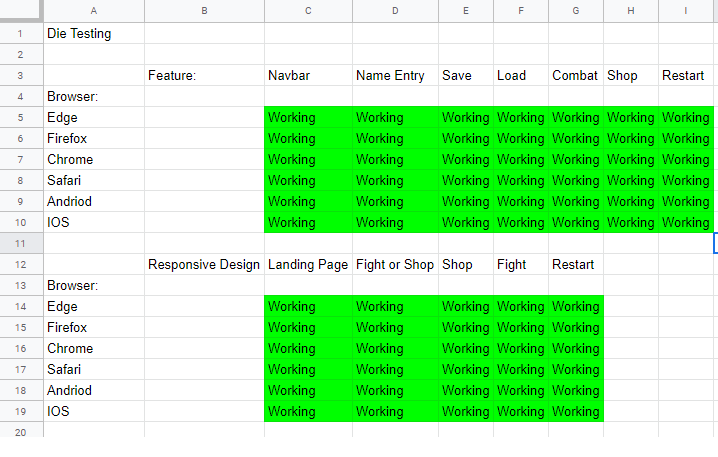 A B C D E F G H I
1 Die Testing
2
3 Feature: Navbar Name Entry Save Load Combat Shop Restart
4 Browser:
5 Edge Working Working Working Working Working Working Working
6 Firefox Working Working Working Working Working Working Working
7 Chrome Working Working Working Working Working Working Working
8 Safari Working Working Working Working Working Working Working
9 Andriod Working Working Working Working Working Working Working
10 IOS Working Working Working Working Working Working Working
11
12 Responsive Design Landing Page Fight or Shop Shop Fight Restart
13 Browser:
14 Edge Working Working Working Working Working
15 Firefox Working Working Working Working Working
16 Chrome Working Working Working Working Working
17 Safari Working Working Working Working Working
18 Andriod Working Working Working Working Working
19 IOS Working Working Working Working Working
20